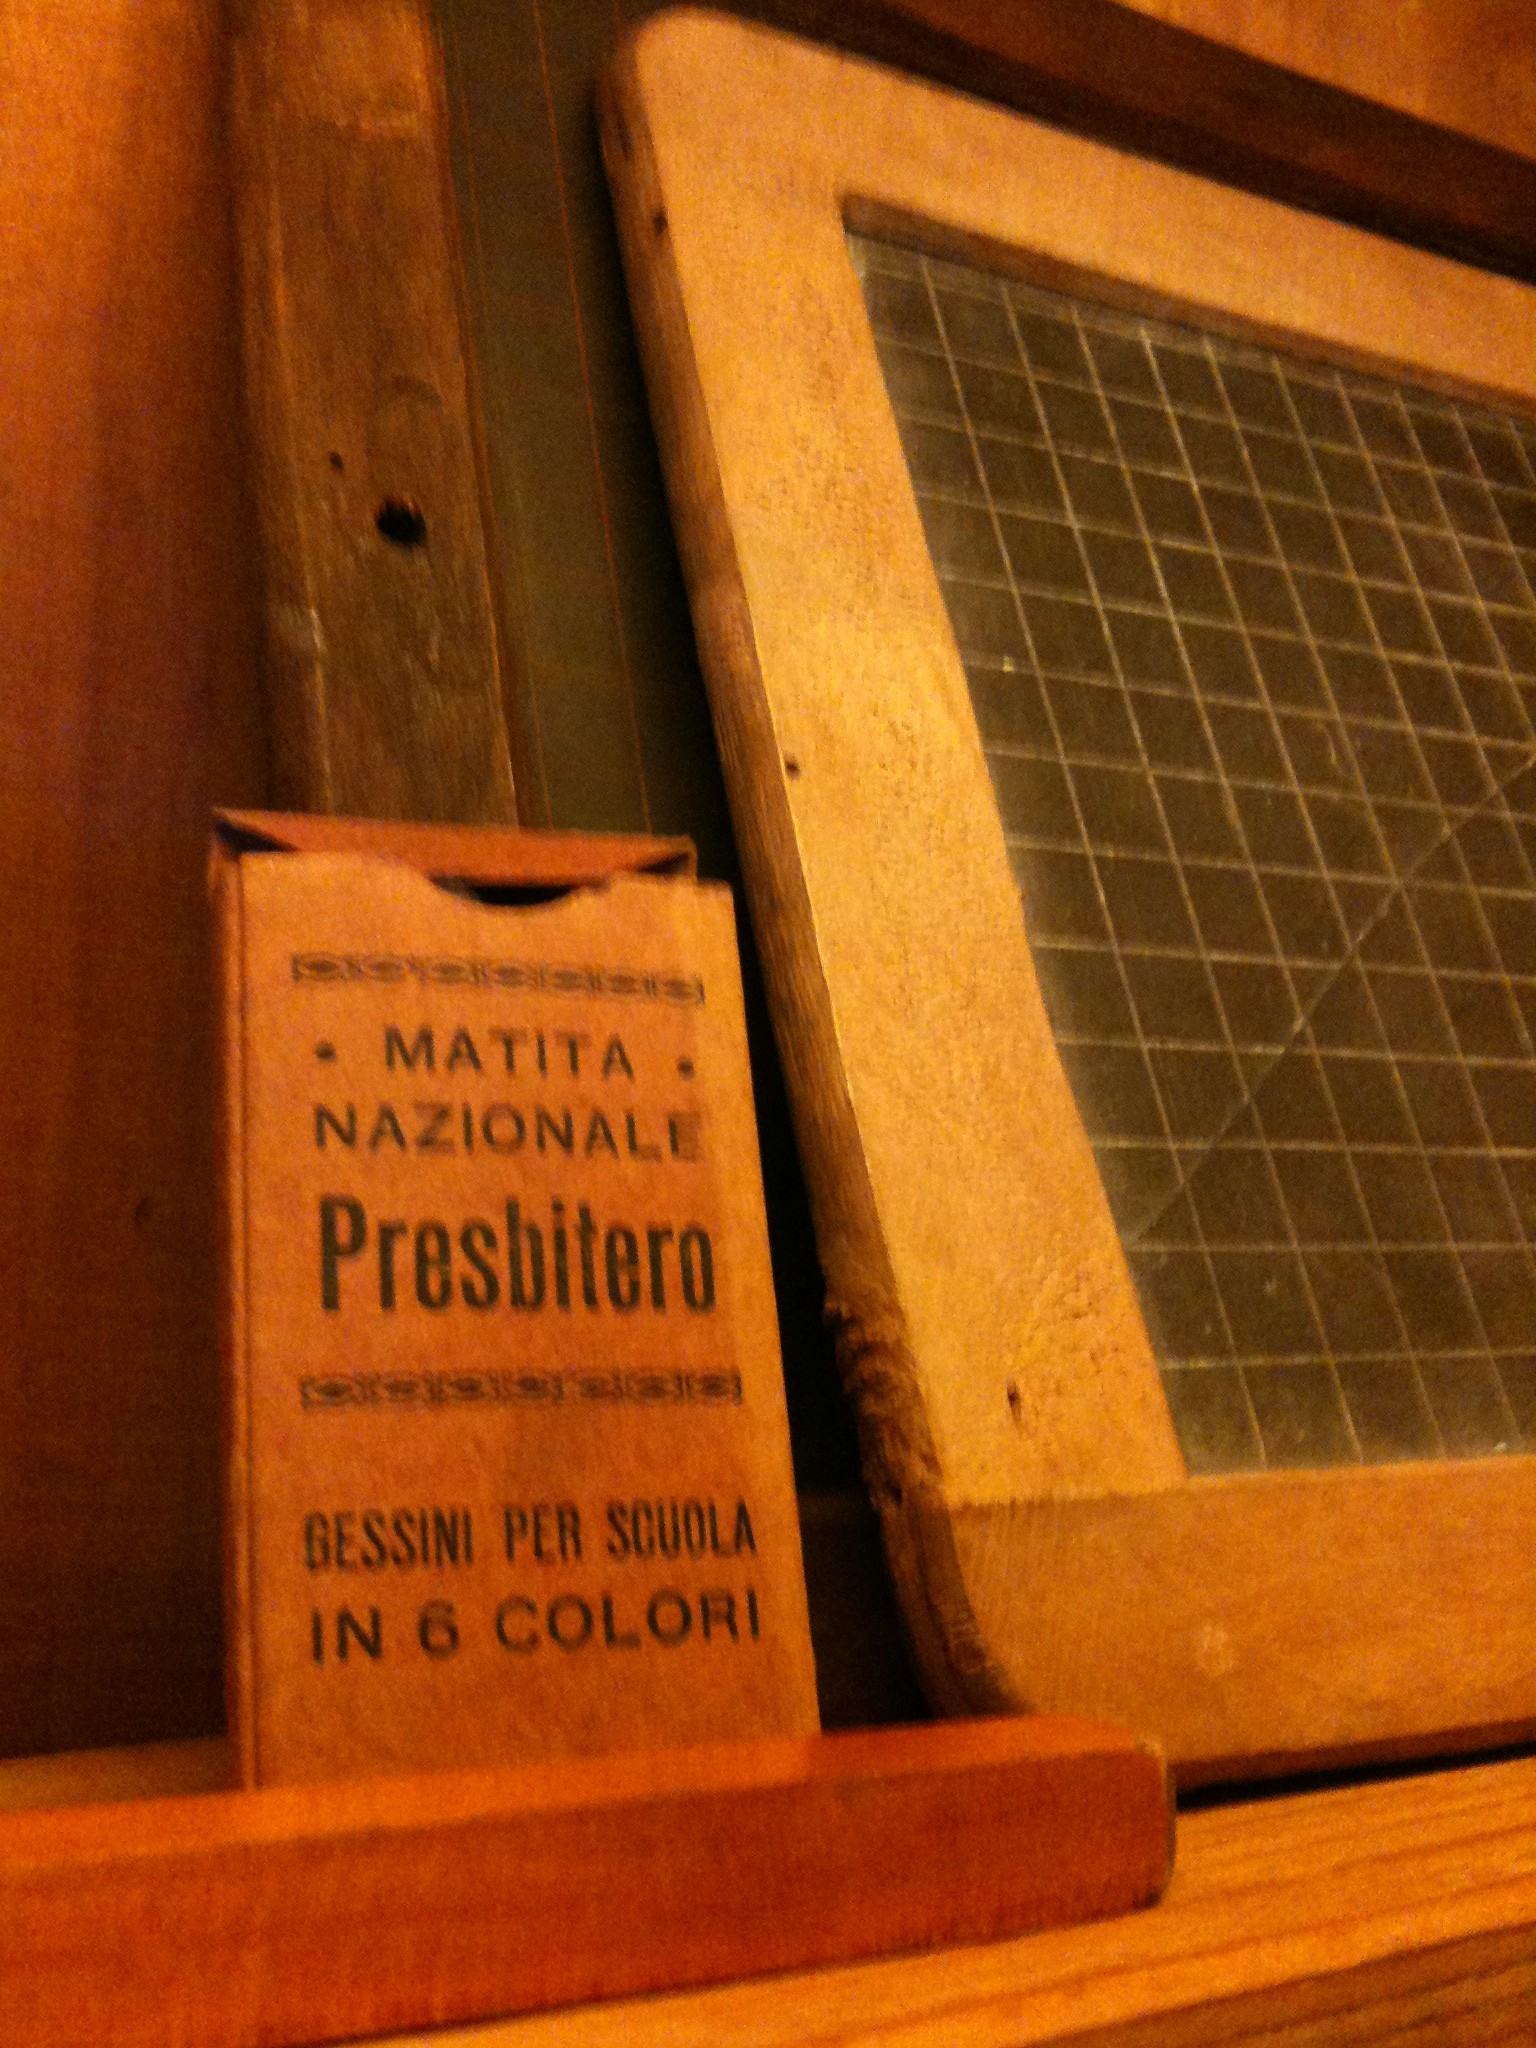 • MATITA •
NAZIONALE
Presbitero
GESSINI PER SCUOLA
IN 6 COLORI